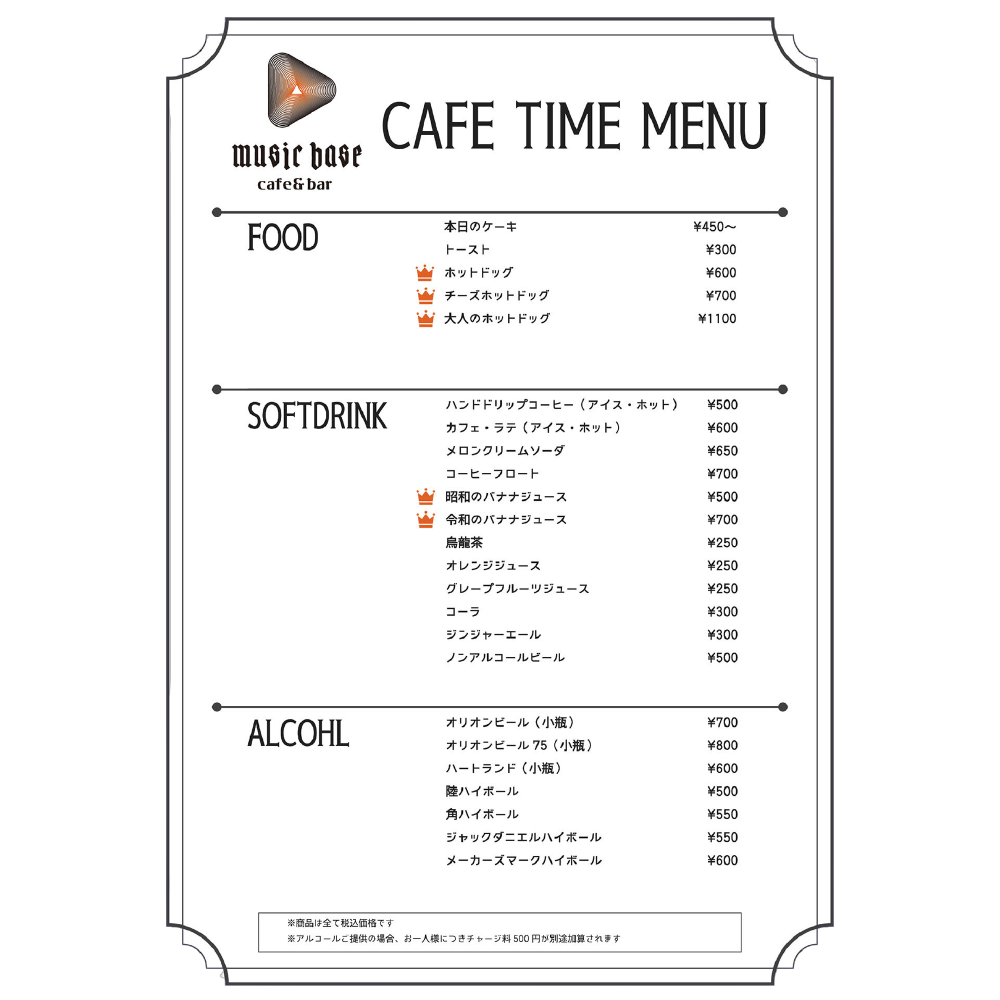 music base
cafe&bar
CAFE TIME MENU
FOOD
本日のケーキ ¥450〜
トースト ¥300
ホットドッグ ¥600
チーズホットドッグ ¥700
大人のホットドッグ ¥1100
SOFTDRINK
ハンドドリップコーヒー（アイス・ホット） ¥500
カフェ・ラテ（アイス・ホット） ¥600
メロンクリームソーダ ¥650
コーヒーフロート ¥700
昭和のバナナジュース ¥500
令和のバナナジュース ¥700
烏龍茶 ¥250
オレンジジュース ¥250
グレープフルーツジュース ¥250
コーラ ¥300
ジンジャーエール ¥300
ノンアルコールビール ¥500
ALCOHL
オリオンビール（小瓶） ¥700
オリオンビール 75（小瓶） ¥800
ハートランド（小瓶） ¥600
陸ハイボール ¥500
角ハイボール ¥550
ジャックダニエルハイボール ¥550
メーカーズマークハイボール ¥600
※商品は全て税込価格です
※アルコールご提供の場合、お一人様につきチャージ料 500 円が別途加算されます